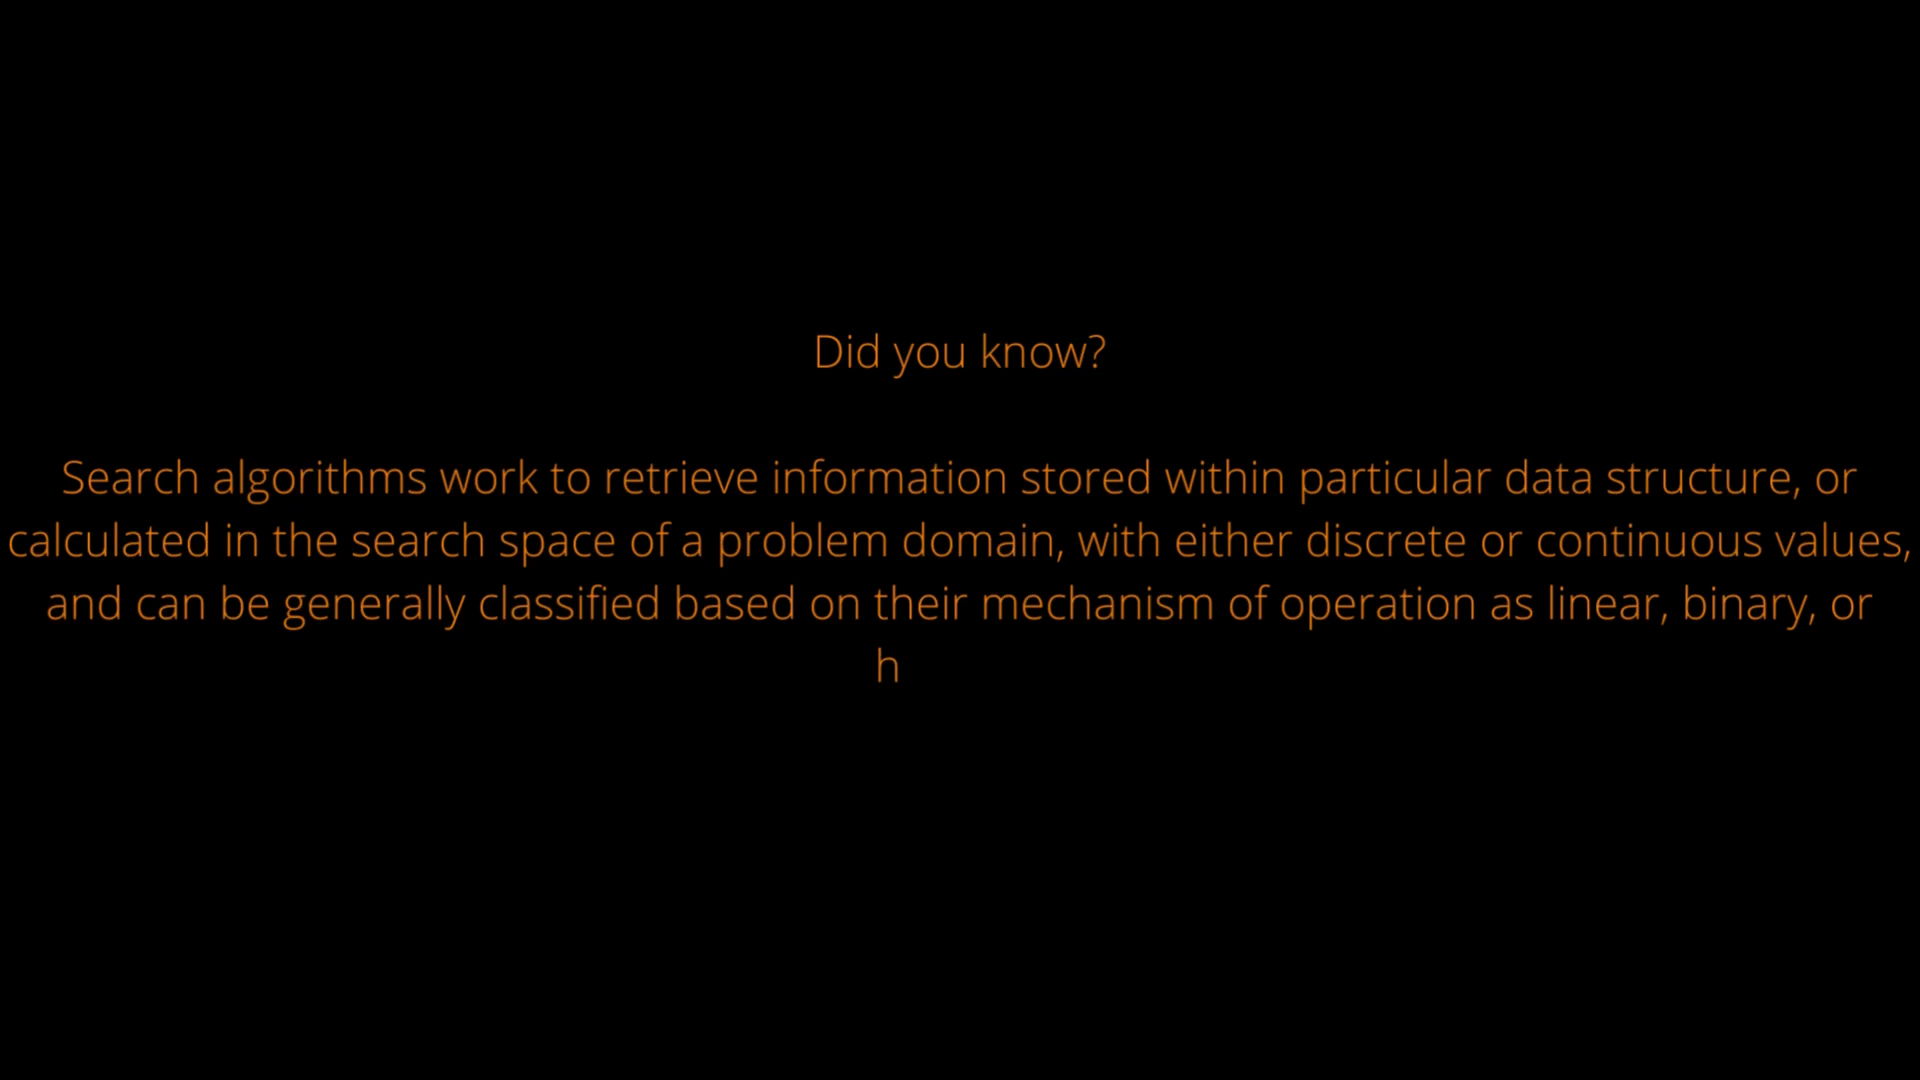 Did you know?
Search algorithms work to retrieve information stored within particular data structure, or
calculated in the search space of a problem domain, with either discrete or continuous values,
and can be generally classified based on their mechanism of operation as linear, binary, or
h